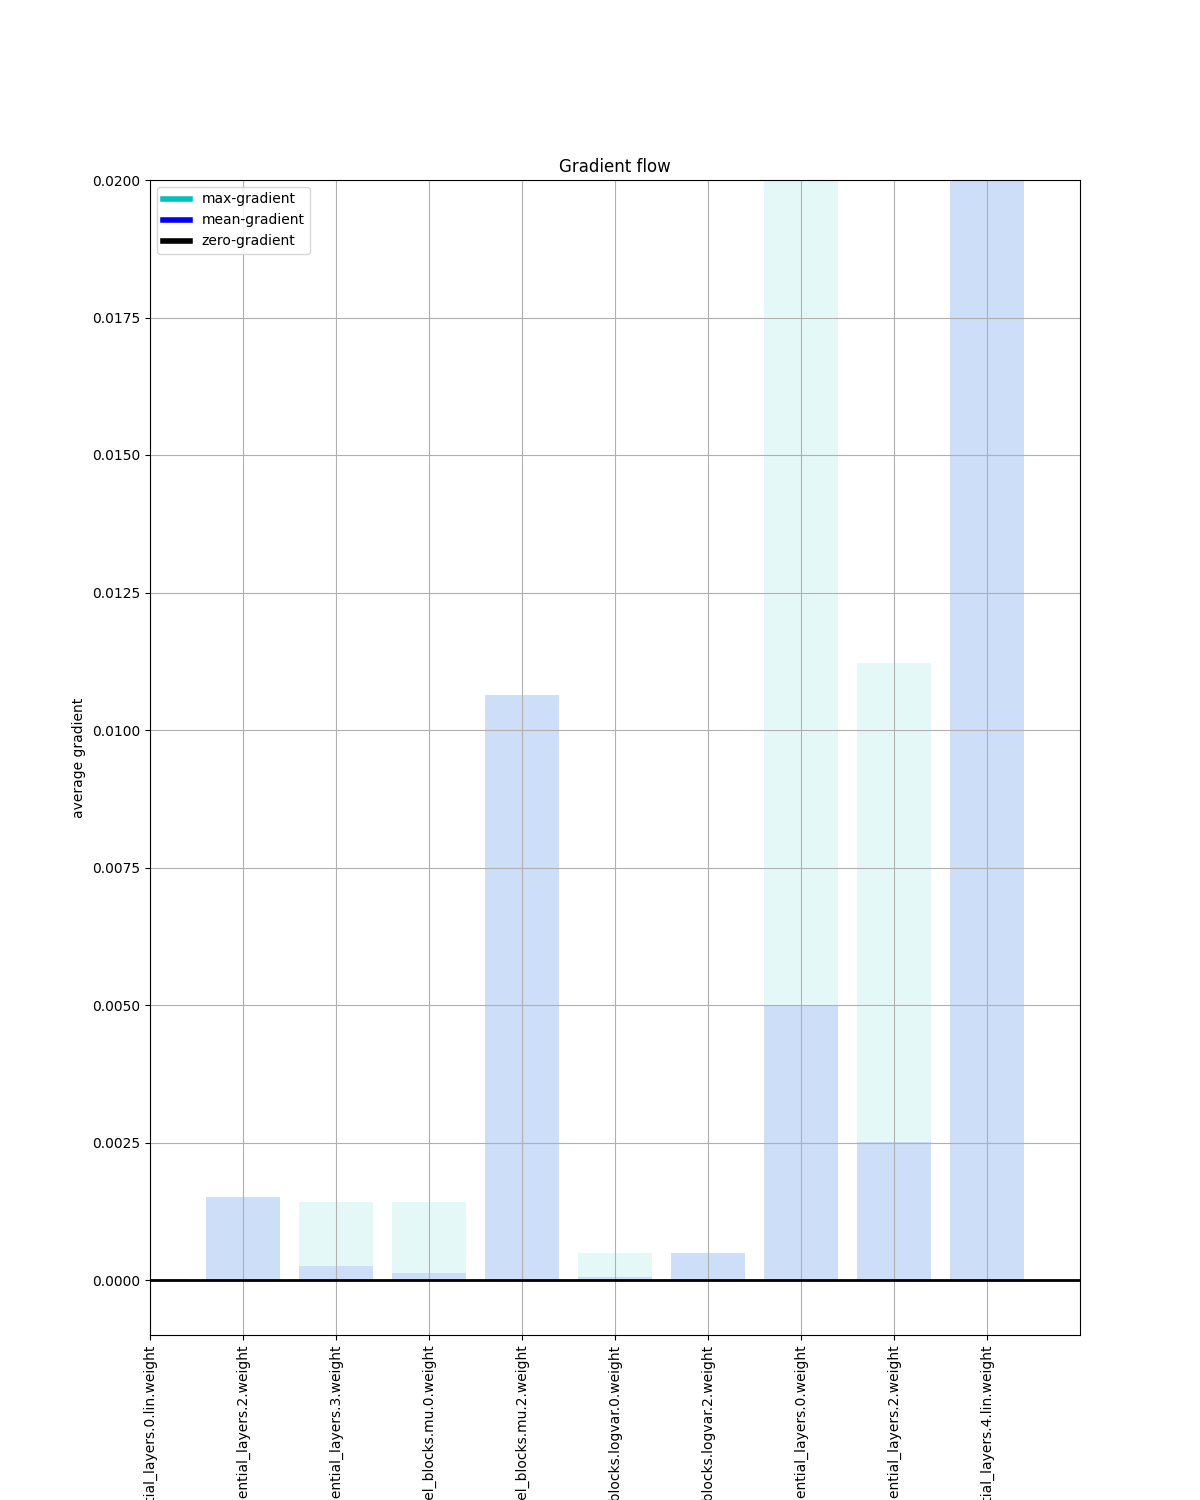 Gradient flow
max-gradient
mean-gradient
zero-gradient
0.0200
0.0175
0.0150
0.0125
0.0100
0.0075
0.0050
0.0025
0.0000
average gradient
tial_layers.0.lin.weight
ential_layers.2.weight
ential_layers.3.weight
el_blocks.mu.0.weight
el_blocks.mu.2.weight
blocks.logvar.0.weight
blocks.logvar.2.weight
ential_layers.0.weight
ential_layers.2.weight
tial_layers.4.lin.weight